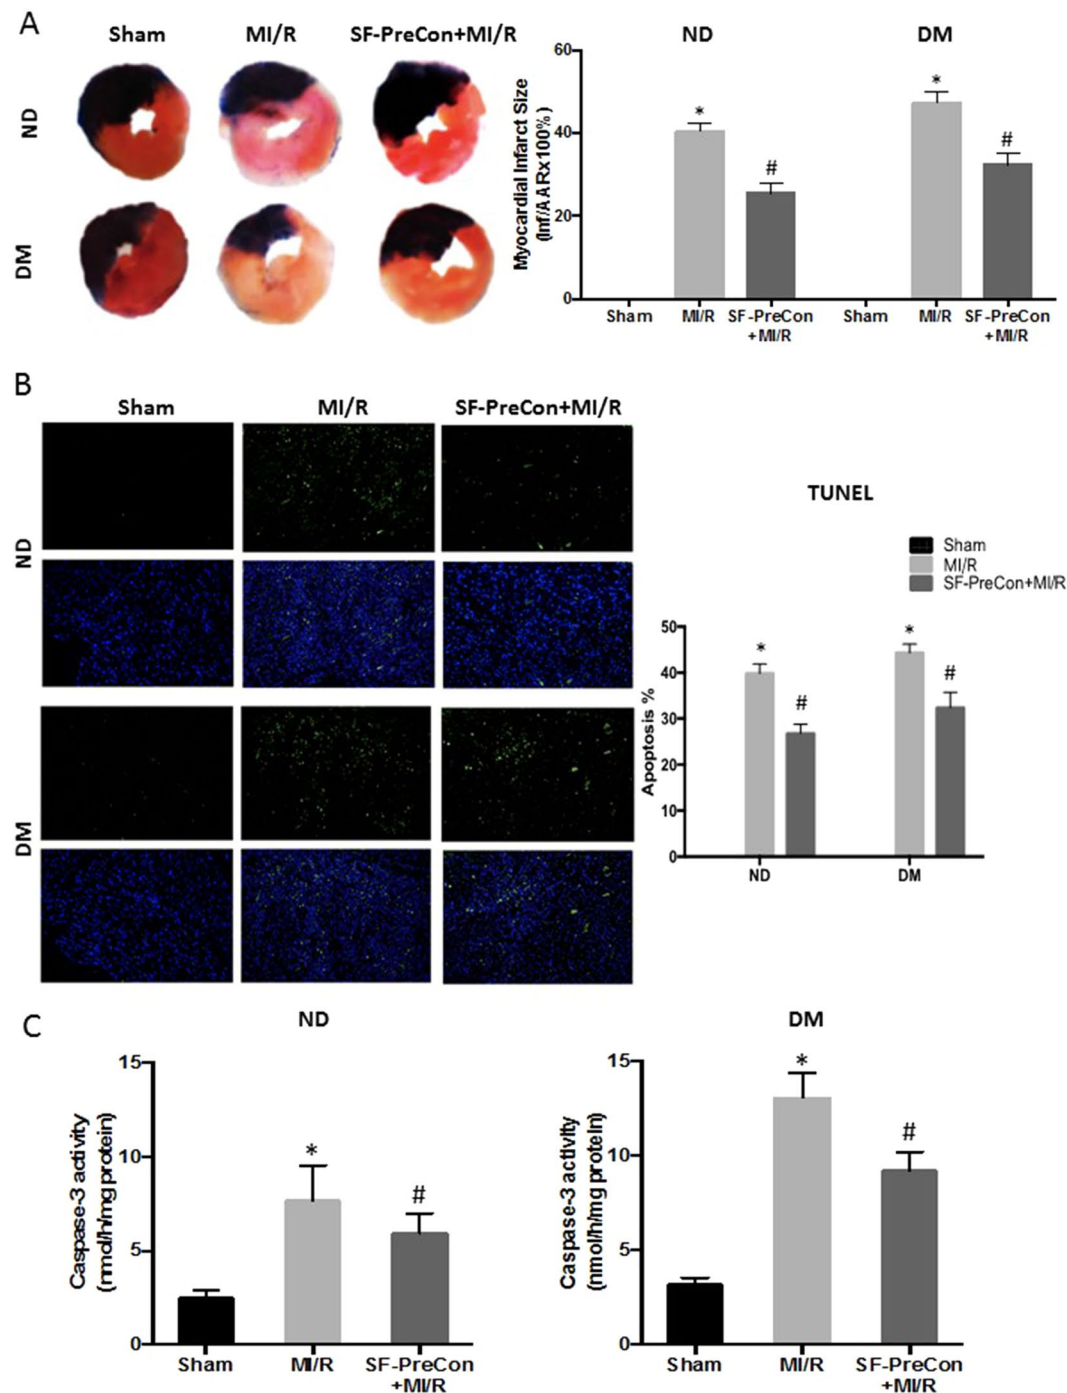 A
Sham MI/R SF-PreCon+MI/R
ND
DM
ND DM
Myocardial Infarct Size
(Inf/AARx100%)
60
40
20
0
* # * #
Sham MI/R SF-PreCon Sham MI/R SF-PreCon
+MI/R +MI/R
B
Sham MI/R SF-PreCon+MI/R
ND
DM
TUNEL
Sham
MI/R
SF-PreCon+MI/R
Apoptosis %
50
40
30
20
10
0
* # * #
ND DM
C
ND
Caspase-3 activity
(nmol/h/mg protein)
15
10
5
0
* #
Sham MI/R SF-PreCon
+MI/R
DM
Caspase-3 activity
(nmol/h/mg protein)
15
10
5
0
* #
Sham MI/R SF-PreCon
+MI/R